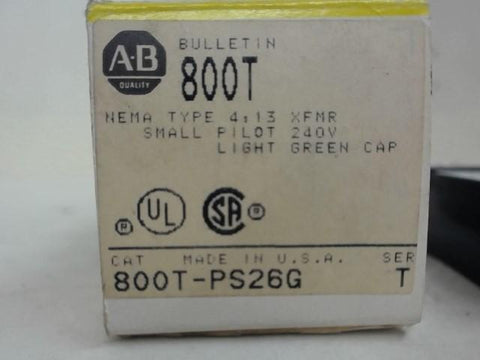 A-B
QUALITY
BULLETIN
800T
NEMA TYPE 4;13 XFMR
SMALL PILOT 240V
LIGHT GREEN CAP
® UL SA ®
CAT MADE IN U.S.A. SER
800T-PS26G T